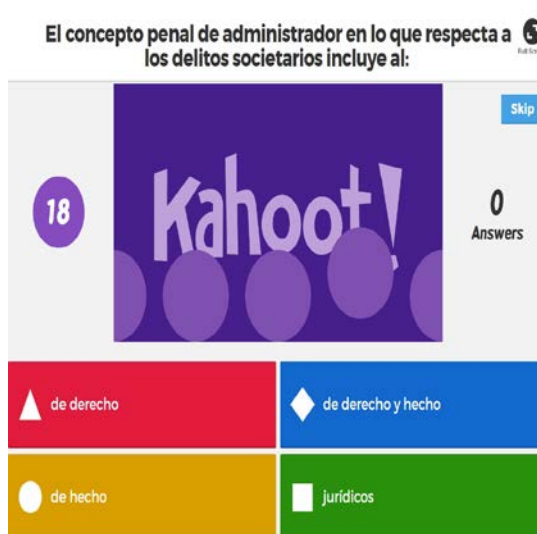 El concepto penal de administrador en lo que respecta a
los delitos societarios incluye al:
Skip
18
Kahoot!
0
Answers
de derecho
de derecho y hecho
de hecho
jurídicos